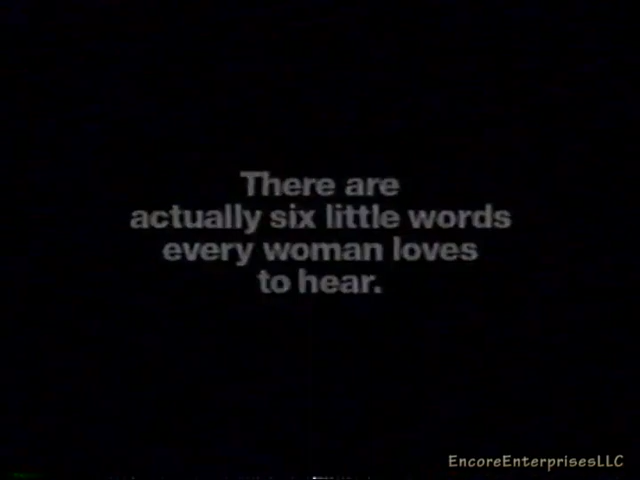 There are
actually six little words
every woman loves
to hear.
EncoreEnterprisesLLC